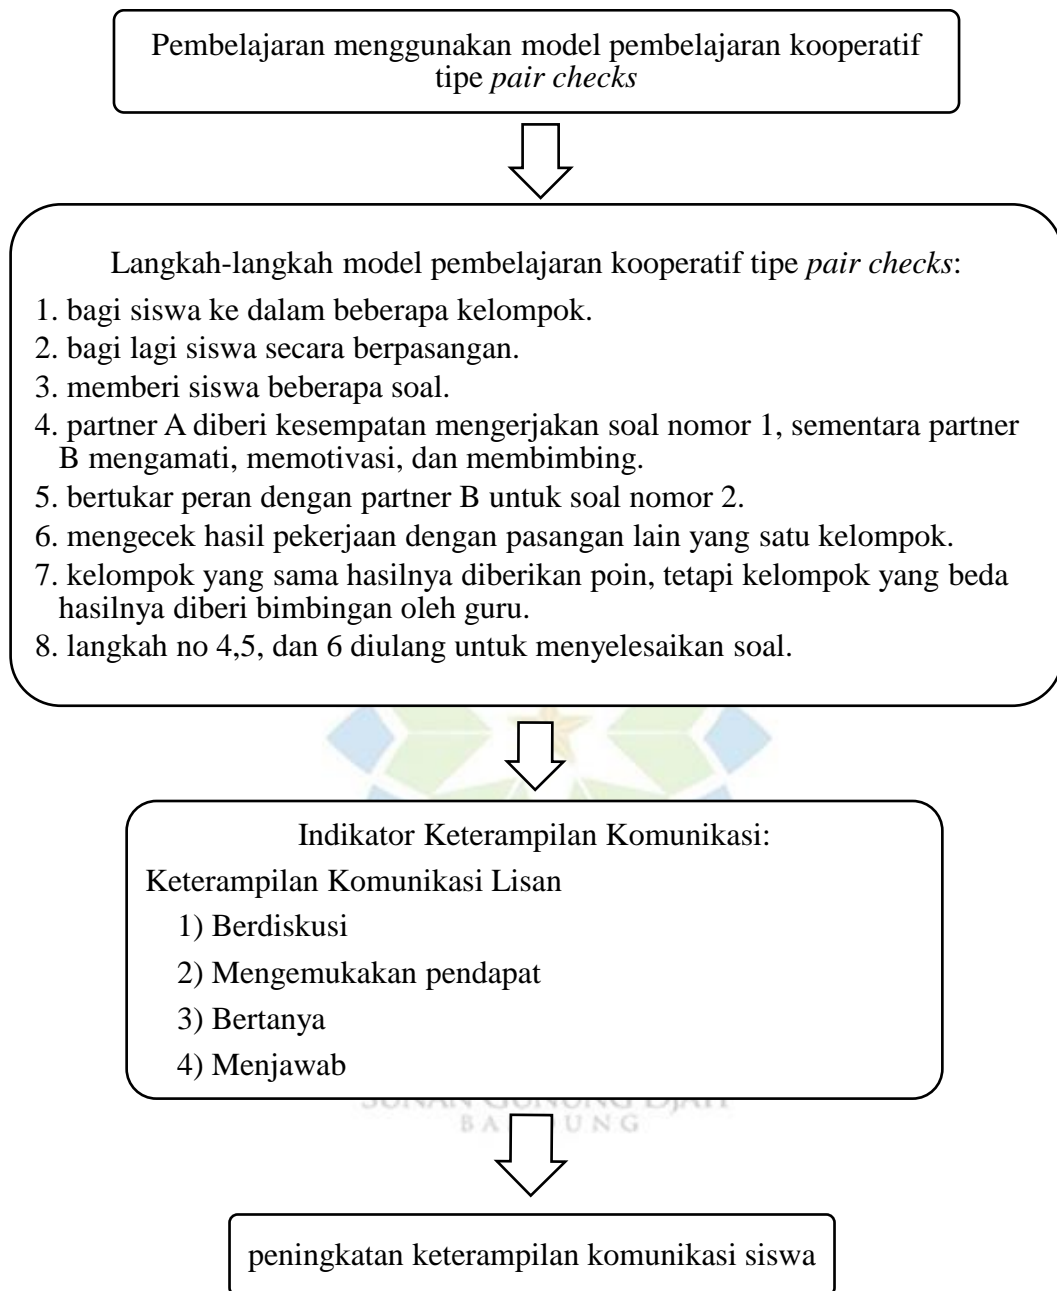 Pembelajaran menggunakan model pembelajaran kooperatif
tipe pair checks
Langkah-langkah model pembelajaran kooperatif tipe pair checks:
1. bagi siswa ke dalam beberapa kelompok.
2. bagi lagi siswa secara berpasangan.
3. memberi siswa beberapa soal.
4. partner A diberi kesempatan mengerjakan soal nomor 1, sementara partner
B mengamati, memotivasi, dan membimbing.
5. bertukar peran dengan partner B untuk soal nomor 2.
6. mengecek hasil pekerjaan dengan pasangan lain yang satu kelompok.
7. kelompok yang sama hasilnya diberikan poin, tetapi kelompok yang beda
hasilnya diberi bimbingan oleh guru.
8. langkah no 4,5, dan 6 diulang untuk menyelesaikan soal.
Indikator Keterampilan Komunikasi:
Keterampilan Komunikasi Lisan
1) Berdiskusi
2) Mengemukakan pendapat
3) Bertanya
4) Menjawab
SUNAN GUNUNG DJATI
peningkatan keterampilan komunikasi siswa